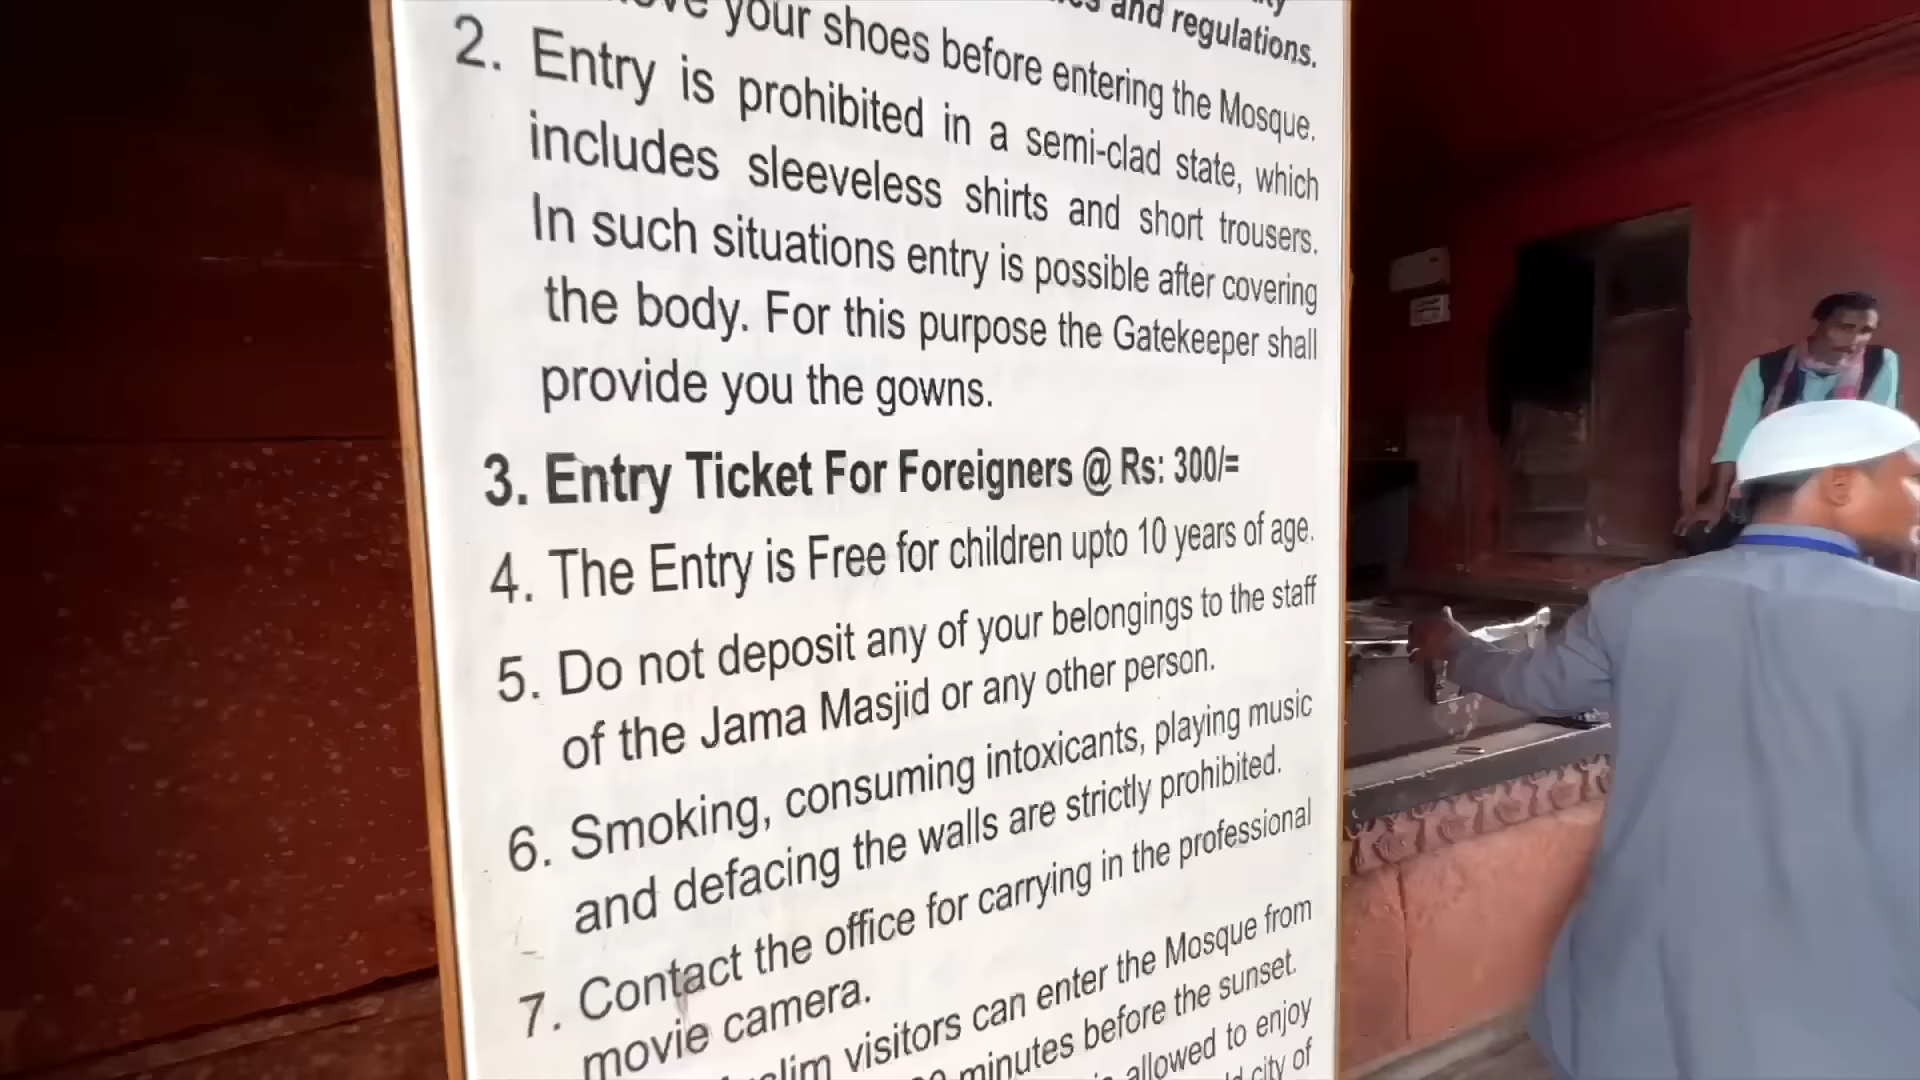 and regulations.
your shoes before entering the Mosque.
2. Entry is prohibited in a semi-clad state, which
includes sleeveless shirts and short trousers.
In such situations entry is possible after covering
the body. For this purpose the Gatekeeper shall
provide you the gowns.
3. Entry Ticket For Foreigners @ Rs: 300/=
4. The Entry is Free for children upto 10 years of age.
5. Do not deposit any of your belongings to the staff
of the Jama Masjid or any other person.
6. Smoking, consuming intoxicants, playing music
and defacing the walls are strictly prohibited.
7. Contact the office for carrying in the professional
movie camera.
visitors can enter the Mosque from
minutes before the sunset.
allowed to enjoy
city of